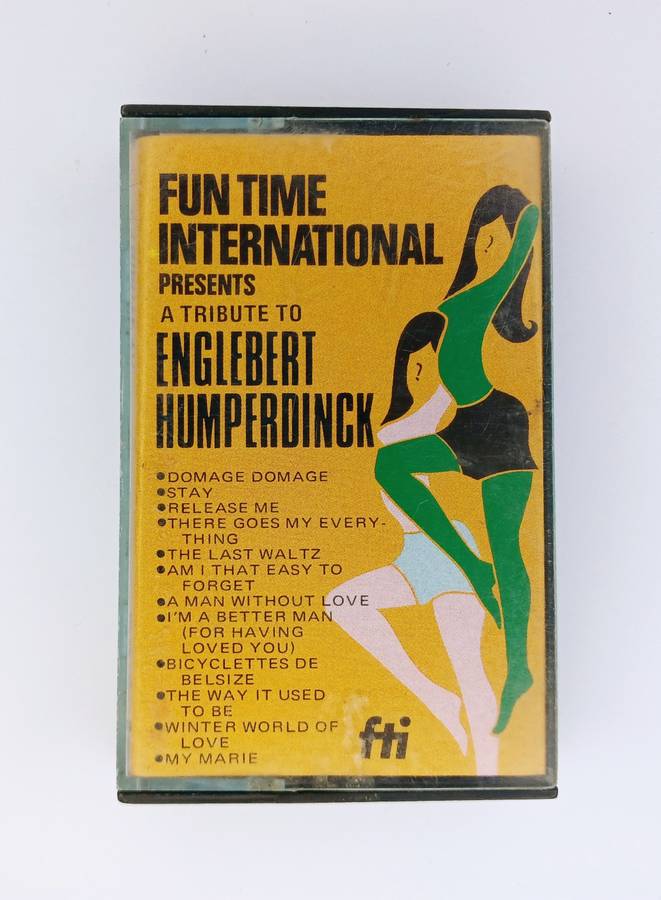 FUN TIME
INTERNATIONAL
PRESENTS
A TRIBUTE TO
ENGLEBERT
HUMPERDINCK
•DOMAGE DOMAGE
•STAY
•RELEASE ME
•THERE GOES MY EVERY-
THING
•THE LAST WALTZ
•AM I THAT EASY TO
FORGET
•A MAN WITHOUT LOVE
•I'M A BETTER MAN
(FOR HAVING
LOVED YOU)
•BICYCLETTES DE
BELSIZE
•THE WAY IT USED
TO BE
•WINTER WORLD OF
LOVE
•MY MARIE
fti